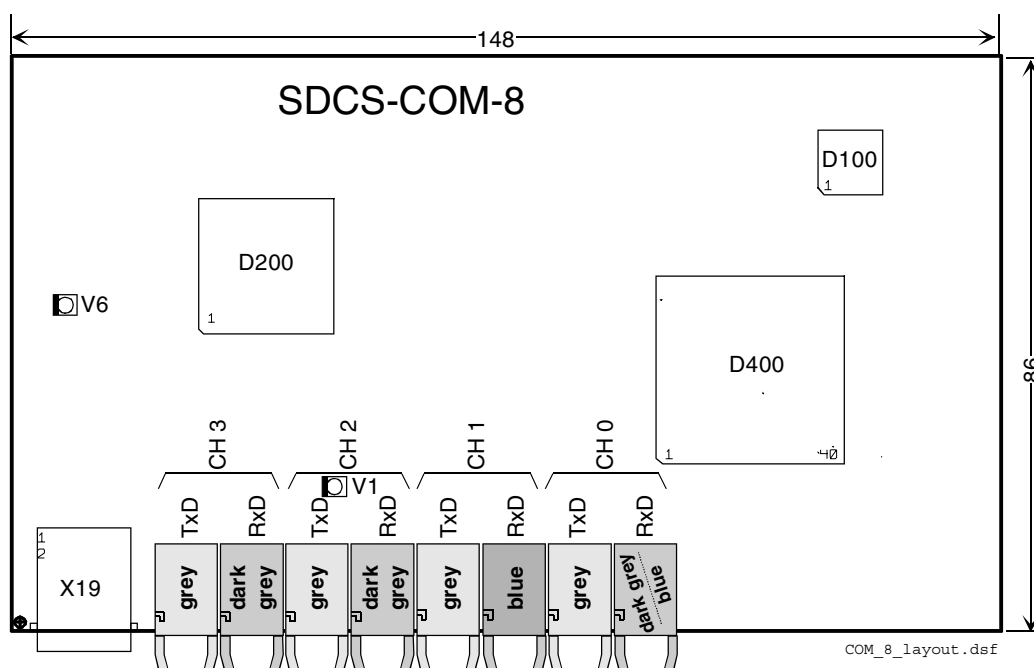 148
SDCS-COM-8
D100
1
D200
1
V6
86
D400
1
40
CH 3
CH 2
CH 1
CH 0
V1
TxD
RxD
TxD
RxD
TxD
RxD
TxD
RxD
1
2
X19
grey
dark
grey
grey
dark
grey
grey
blue
grey
dark grey
blue
COM_8_layout.dsf